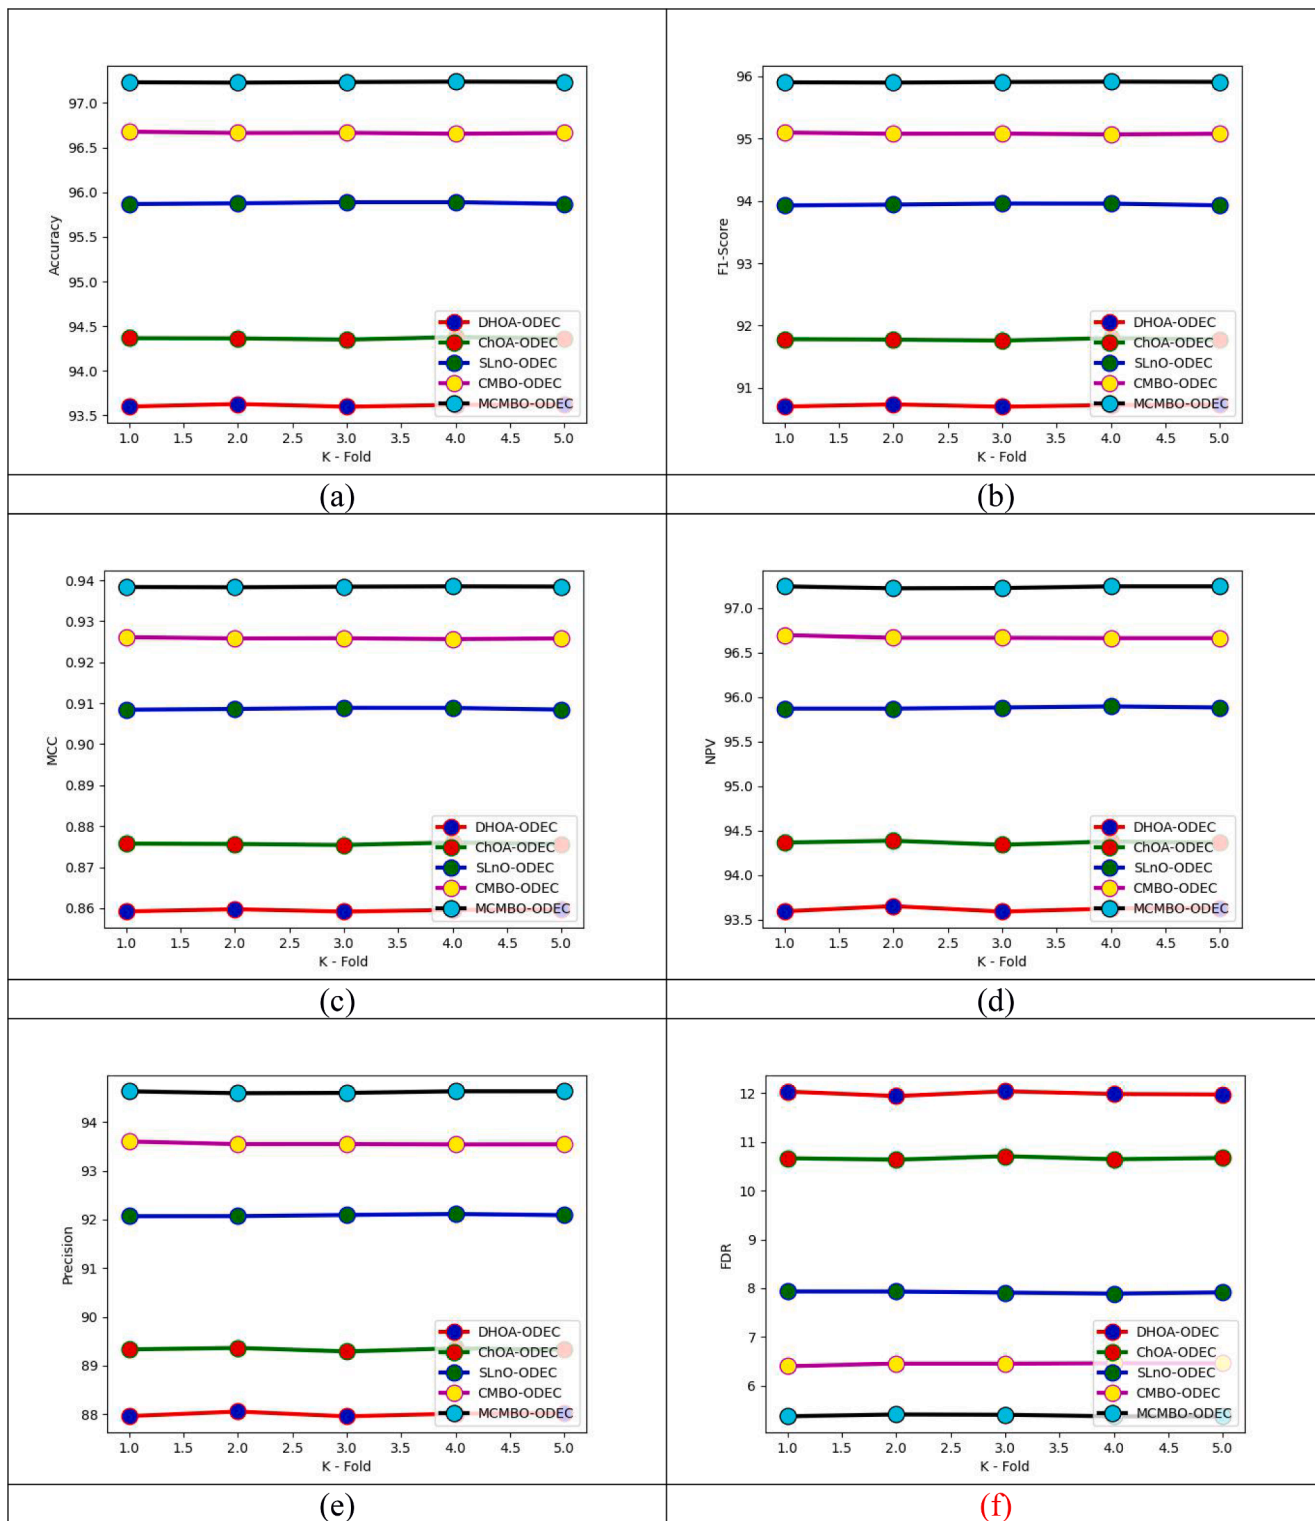 97.0
96.5
96.0
95.5
95.0
94.5
94.0
93.5
Accuracy
1.0 1.5 2.0 2.5 3.0 3.5 4.0 4.5 5.0
K - Fold
DHOA-ODEC
ChOA-ODEC
SLnO-ODEC
CMBO-ODEC
MCMBO-ODEC
(a)
96
95
94
93
92
91
F1-Score
1.0 1.5 2.0 2.5 3.0 3.5 4.0 4.5 5.0
K - Fold
DHOA-ODEC
ChOA-ODEC
SLnO-ODEC
CMBO-ODEC
MCMBO-ODEC
(b)
0.94
0.93
0.92
0.91
0.90
0.89
0.88
0.87
0.86
MCC
1.0 1.5 2.0 2.5 3.0 3.5 4.0 4.5 5.0
K - Fold
DHOA-ODEC
ChOA-ODEC
SLnO-ODEC
CMBO-ODEC
MCMBO-ODEC
(c)
97.0
96.5
96.0
95.5
95.0
94.5
94.0
93.5
NPV
1.0 1.5 2.0 2.5 3.0 3.5 4.0 4.5 5.0
K - Fold
DHOA-ODEC
ChOA-ODEC
SLnO-ODEC
CMBO-ODEC
MCMBO-ODEC
(d)
94
93
92
91
90
89
88
Precision
1.0 1.5 2.0 2.5 3.0 3.5 4.0 4.5 5.0
K - Fold
DHOA-ODEC
ChOA-ODEC
SLnO-ODEC
CMBO-ODEC
MCMBO-ODEC
(e)
12
11
10
9
8
7
6
FDR
1.0 1.5 2.0 2.5 3.0 3.5 4.0 4.5 5.0
K - Fold
DHOA-ODEC
ChOA-ODEC
SLnO-ODEC
CMBO-ODEC
MCMBO-ODEC
(f)